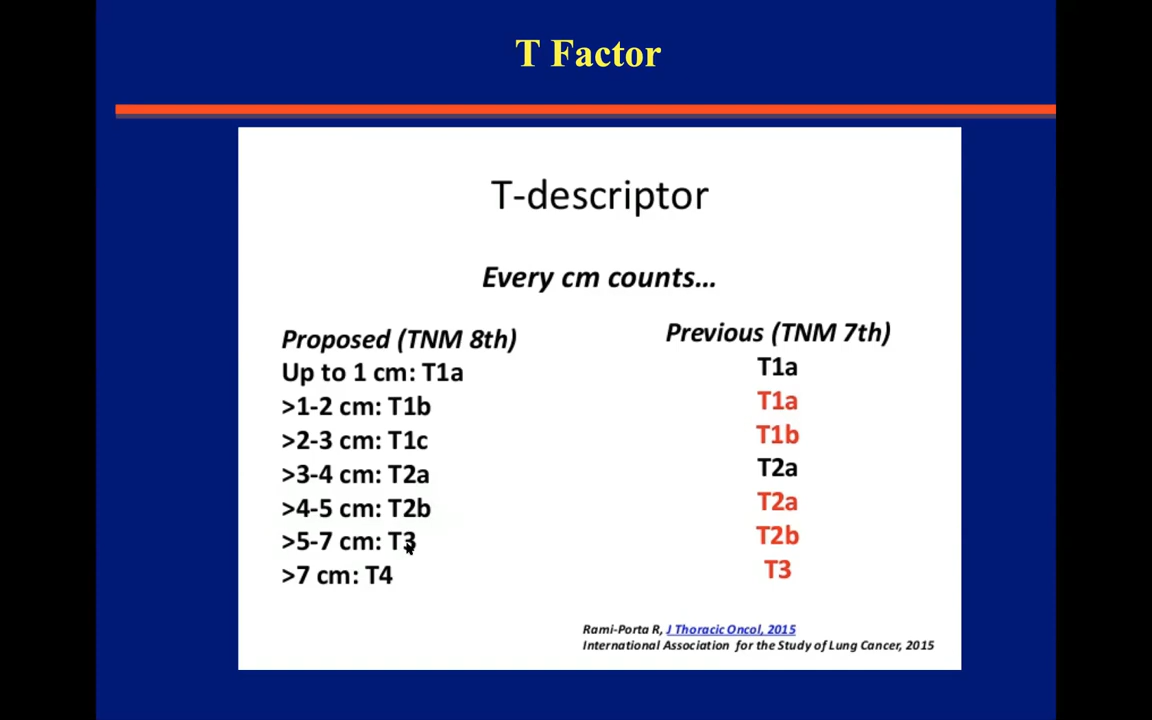 T Factor
T-descriptor
Every cm counts...
Proposed (TNM 8th)
Up to 1 cm: T1a
>1-2 cm: T1b
>2-3 cm: T1c
>3-4 cm: T2a
>4-5 cm: T2b
>5-7 cm: T3
>7 cm: T4
Previous (TNM 7th)
T1a
T1a
T1b
T2a
T2a
T2b
T3
Rami-Porta R, J Thoracic Oncol, 2015
International Association for the Study of Lung Cancer, 2015